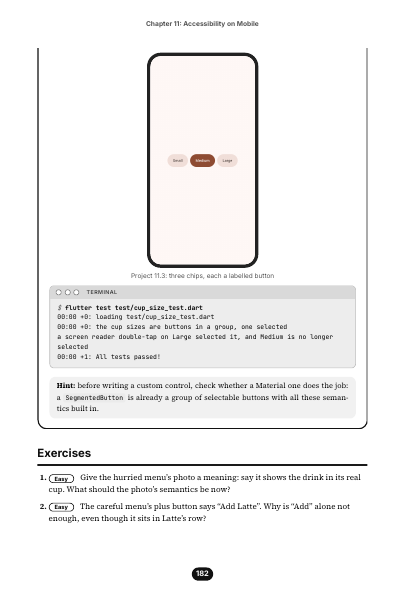 Chapter 11: Accessibility on Mobile
Small Medium Large
Project 11.3: three chips, each a labelled button
TERMINAL
$ flutter test test/cup_size_test.dart
00:00 +0: loading test/cup_size_test.dart
00:00 +0: the cup sizes are buttons in a group, one selected
a screen reader double-tap on Large selected it, and Medium is no longer
selected
00:00 +1: All tests passed!
Hint: before writing a custom control, check whether a Material one does the job:
a SegmentedButton is already a group of selectable buttons with all these seman-
tics built in.
Exercises
1. Easy Give the hurried menu’s photo a meaning: say it shows the drink in its real
cup. What should the photo’s semantics be now?
2. Easy The careful menu’s plus button says “Add Latte”. Why is “Add” alone not
enough, even though it sits in Latte’s row?
182